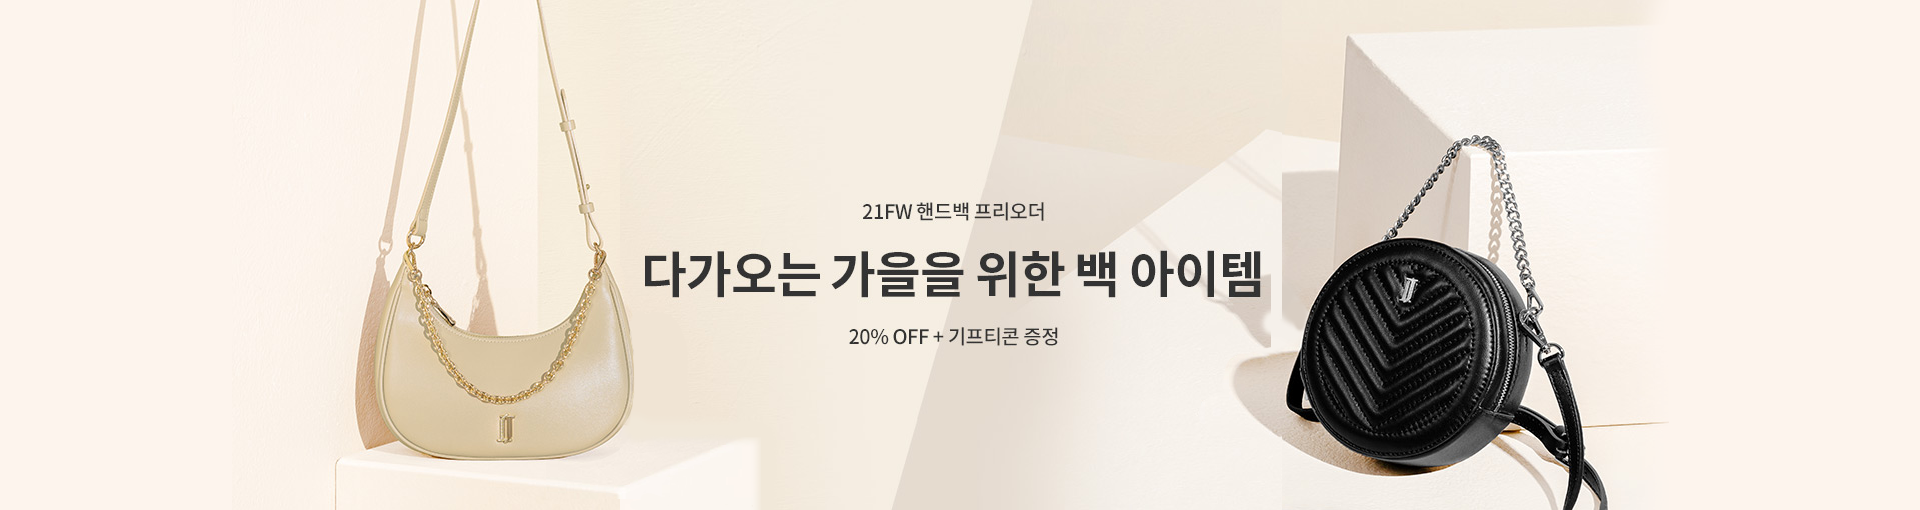 21FW 핸드백 프리오더
다가오는 가을을 위한 백 아이템
20% OFF + 기프티콘 증정